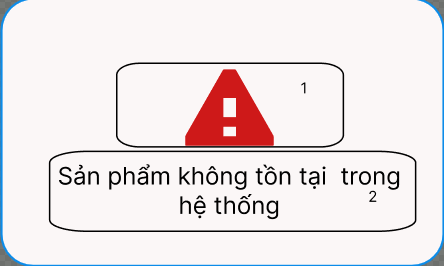 1
Sản phẩm không tồn tại  trong
hệ thống
2